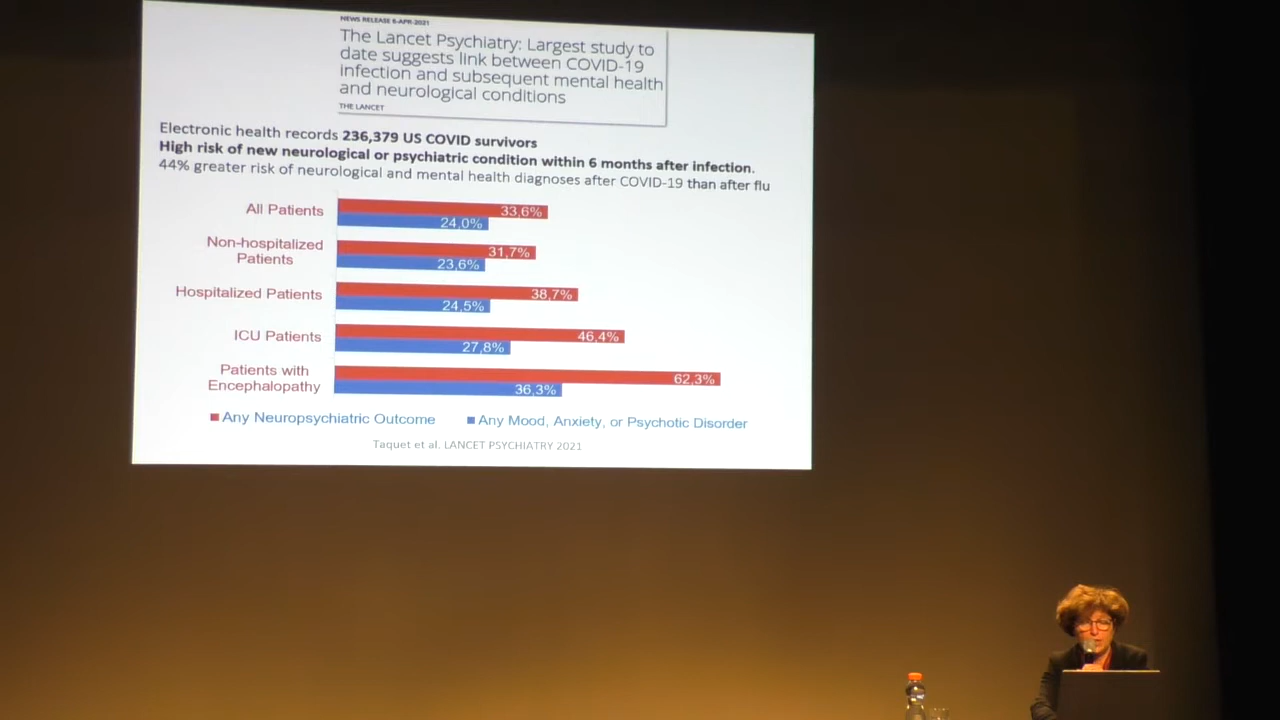 NEWS RELEASE 6-APR-2021
The Lancet Psychiatry: Largest study to
date suggests link between COVID-19
infection and subsequent mental health
and neurological conditions
THE LANCET
Electronic health records 236,379 US COVID survivors
High risk of new neurological or psychiatric condition within 6 months after infection.
44% greater risk of neurological and mental health diagnoses after COVID-19 than after flu
All Patients
33,6%
24,0%
Non-hospitalized
Patients
31,7%
23,6%
Hospitalized Patients
38,7%
24,5%
ICU Patients
46,4%
27,8%
Patients with
Encephalopathy
62,3%
36,3%
Any Neuropsychiatric Outcome
Any Mood, Anxiety, or Psychotic Disorder
Taquet et al. LANCET PSYCHIATRY 2021